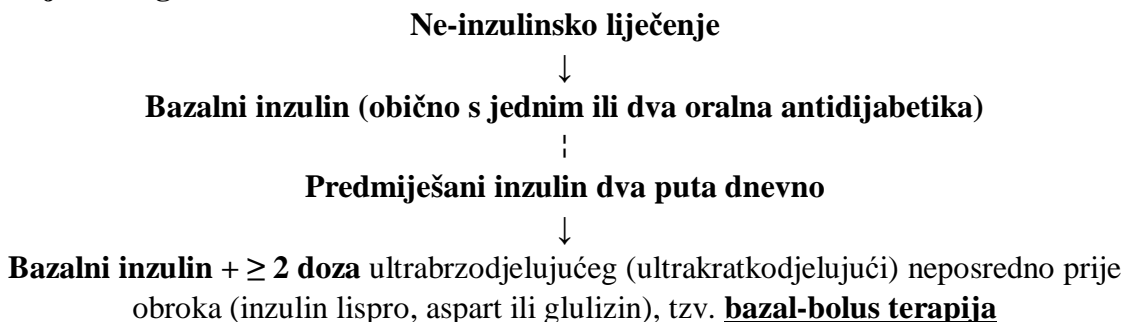 Ne-inzulinsko liječenje
↓
Bazalni inzulin (obično s jednim ili dva oralna antidijabetika)
¦
Predmiješani inzulin dva puta dnevno
↓
Bazalni inzulin + ≥ 2 doza ultrabrzodjelujućeg (ultrakratkodjelujući) neposredno prije
obroka (inzulin lispro, aspart ili glulizin), tzv. bazal-bolus terapija